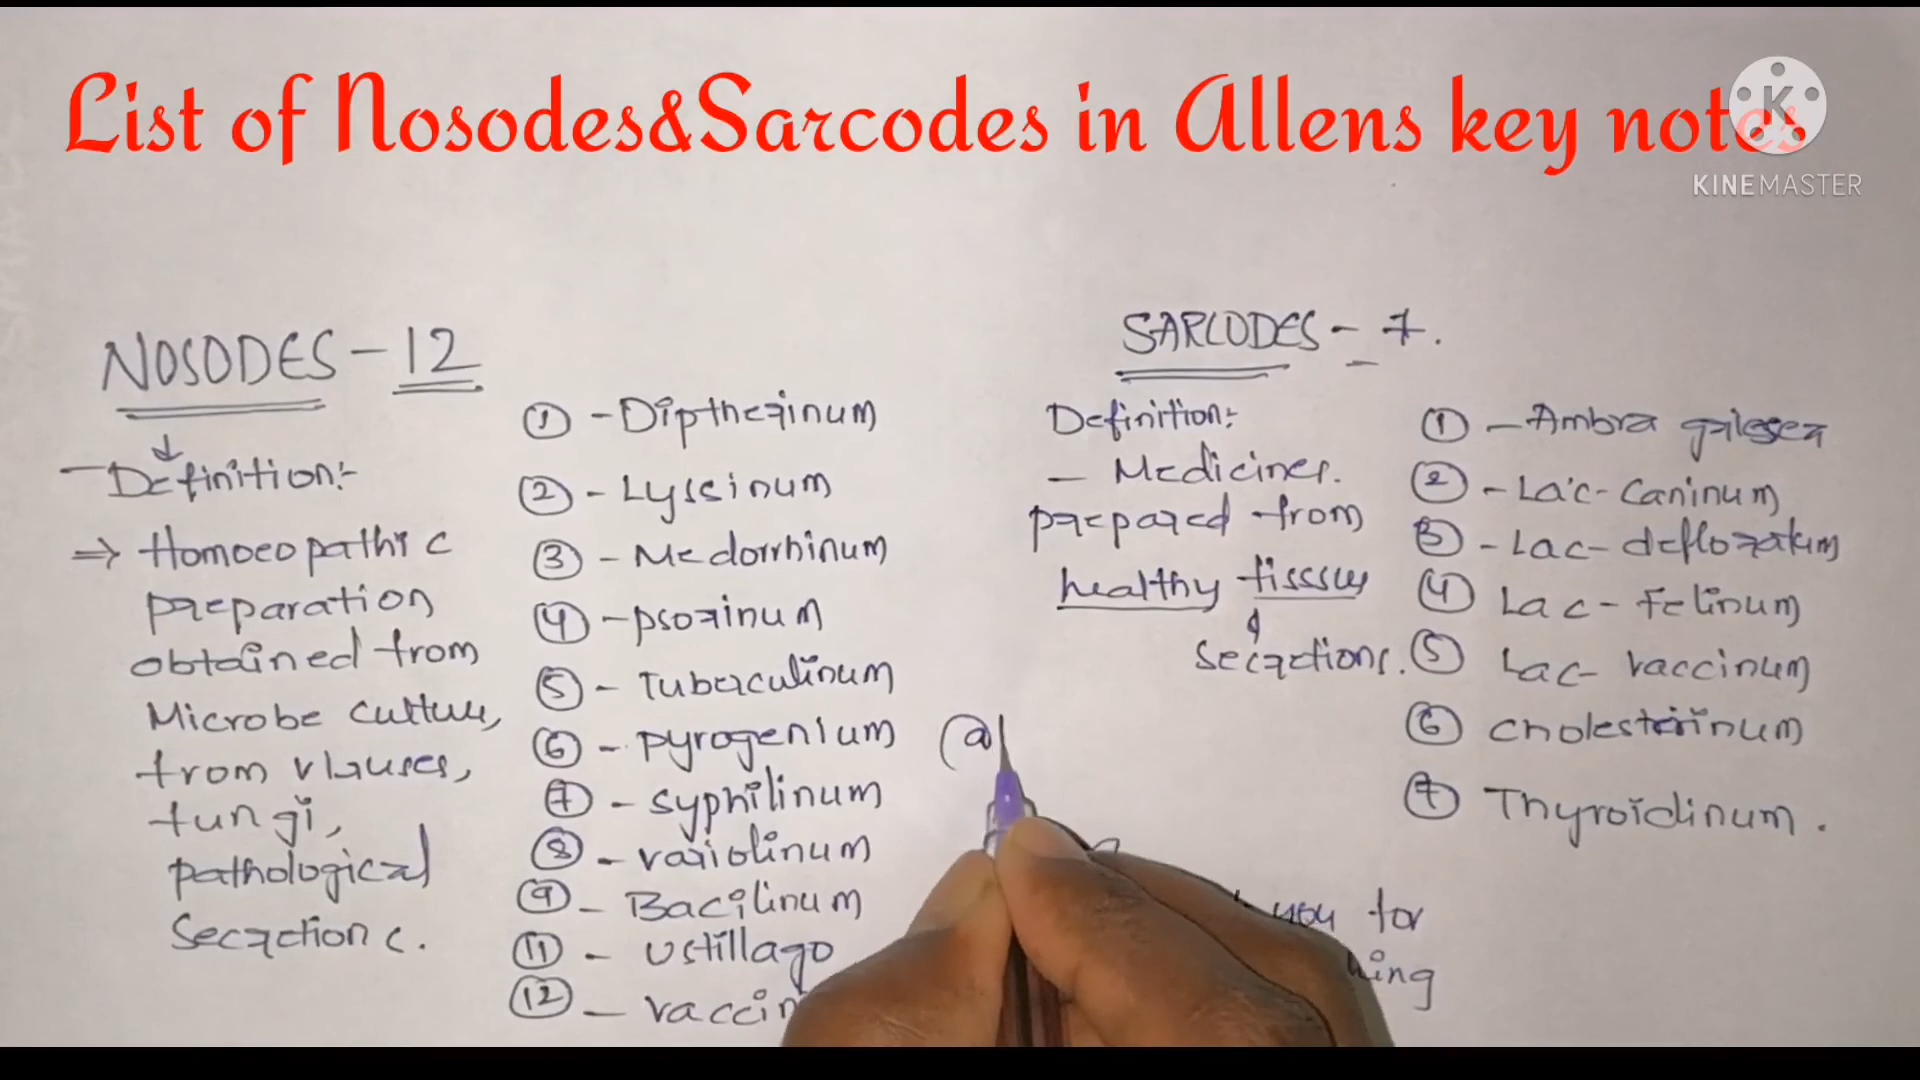 List of Nosodes&Sarcodes in Allens key notes
KINEMASTER
NOSODES - 12
- Definition:-
⇒ Homoeopathic
preparation
obtained from
Microbe culture,
from viruses,
fungi,
pathological
Secretions.
① - Diptherinum
② - Lyssinum
③ - Medorrhinum
④ - psorinum
⑤ - Tuberculinum
⑥ - pyrogenium
⑦ - syphilinum
⑧ - variolinum
⑨ - Bacilinum
⑪ - ustillago
⑫ - vaccin
SARCODES - 7.
Definition:-
- Medicines.
prepared from
healthy tisssues
&
secretions.
① - Ambra
② - Lac-caninum
③ - Lac-defloratum
④ Lac-Felinum
⑤ Lac-vaccinum
⑥ cholesterinum
⑦ Thyroidinum.
you for